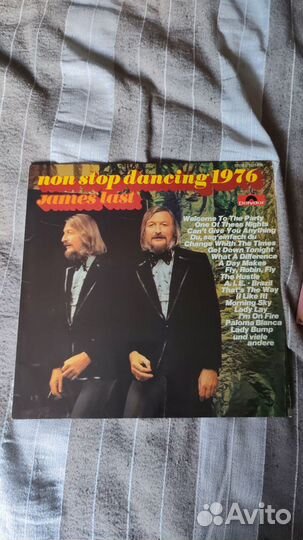 non stop dancing 1976
james last
polydor
Welcome To The Party
One Of These Nights
Can't Give You Anything
Du, sag einfach du
Change With The Times
Get Down Tonight
What A Difference
A Day Makes
Fly, Robin, Fly
The Hustle
A. I. E. - Brazil
That's The Way
(I Like It)
Morning Sky
Lady Lay
I'm On Fire
Paloma Blanca
Lady Bump
und viele
andere
Avito